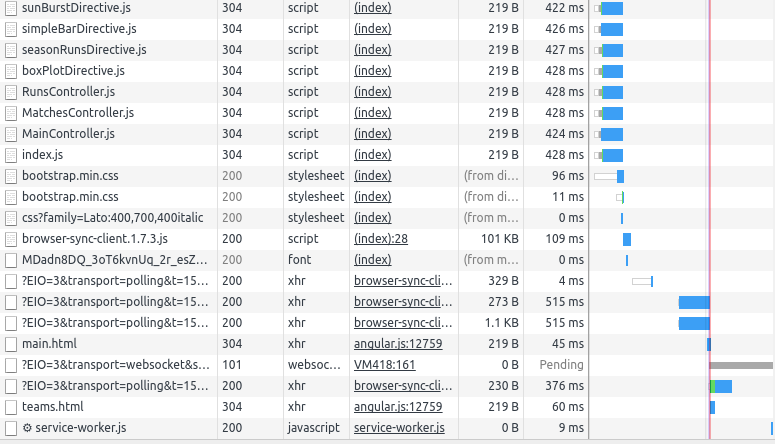 sunBurstDirective.js 304 script (index) 219 B 422 ms
simpleBarDirective.js 304 script (index) 219 B 426 ms
seasonRunsDirective.js 304 script (index) 219 B 427 ms
boxPlotDirective.js 304 script (index) 219 B 428 ms
RunsController.js 304 script (index) 219 B 428 ms
MatchesController.js 304 script (index) 219 B 428 ms
MainController.js 304 script (index) 219 B 424 ms
index.js 304 script (index) 219 B 428 ms
bootstrap.min.css 200 stylesheet (index) (from di... 96 ms
bootstrap.min.css 200 stylesheet (index) (from di... 11 ms
css?family=Lato:400,700,400italic 200 stylesheet (index) (from m... 0 ms
browser-sync-client.1.7.3.js 200 script (index):28 101 KB 109 ms
MDadn8DQ_3oT6kvnUq_2r_esZ... 200 font (index) (from m... 0 ms
?EIO=3&transport=polling&t=15... 200 xhr browser-sync-cli... 329 B 4 ms
?EIO=3&transport=polling&t=15... 200 xhr browser-sync-cli... 273 B 515 ms
?EIO=3&transport=polling&t=15... 200 xhr browser-sync-cli... 1.1 KB 515 ms
main.html 304 xhr angular.js:12759 219 B 45 ms
?EIO=3&transport=websocket&s... 101 websoc... VM418:161 0 B Pending
?EIO=3&transport=polling&t=15... 200 xhr browser-sync-cli... 230 B 376 ms
teams.html 304 xhr angular.js:12759 219 B 60 ms
⚙ service-worker.js 200 javascript service-worker.js 0 B 9 ms